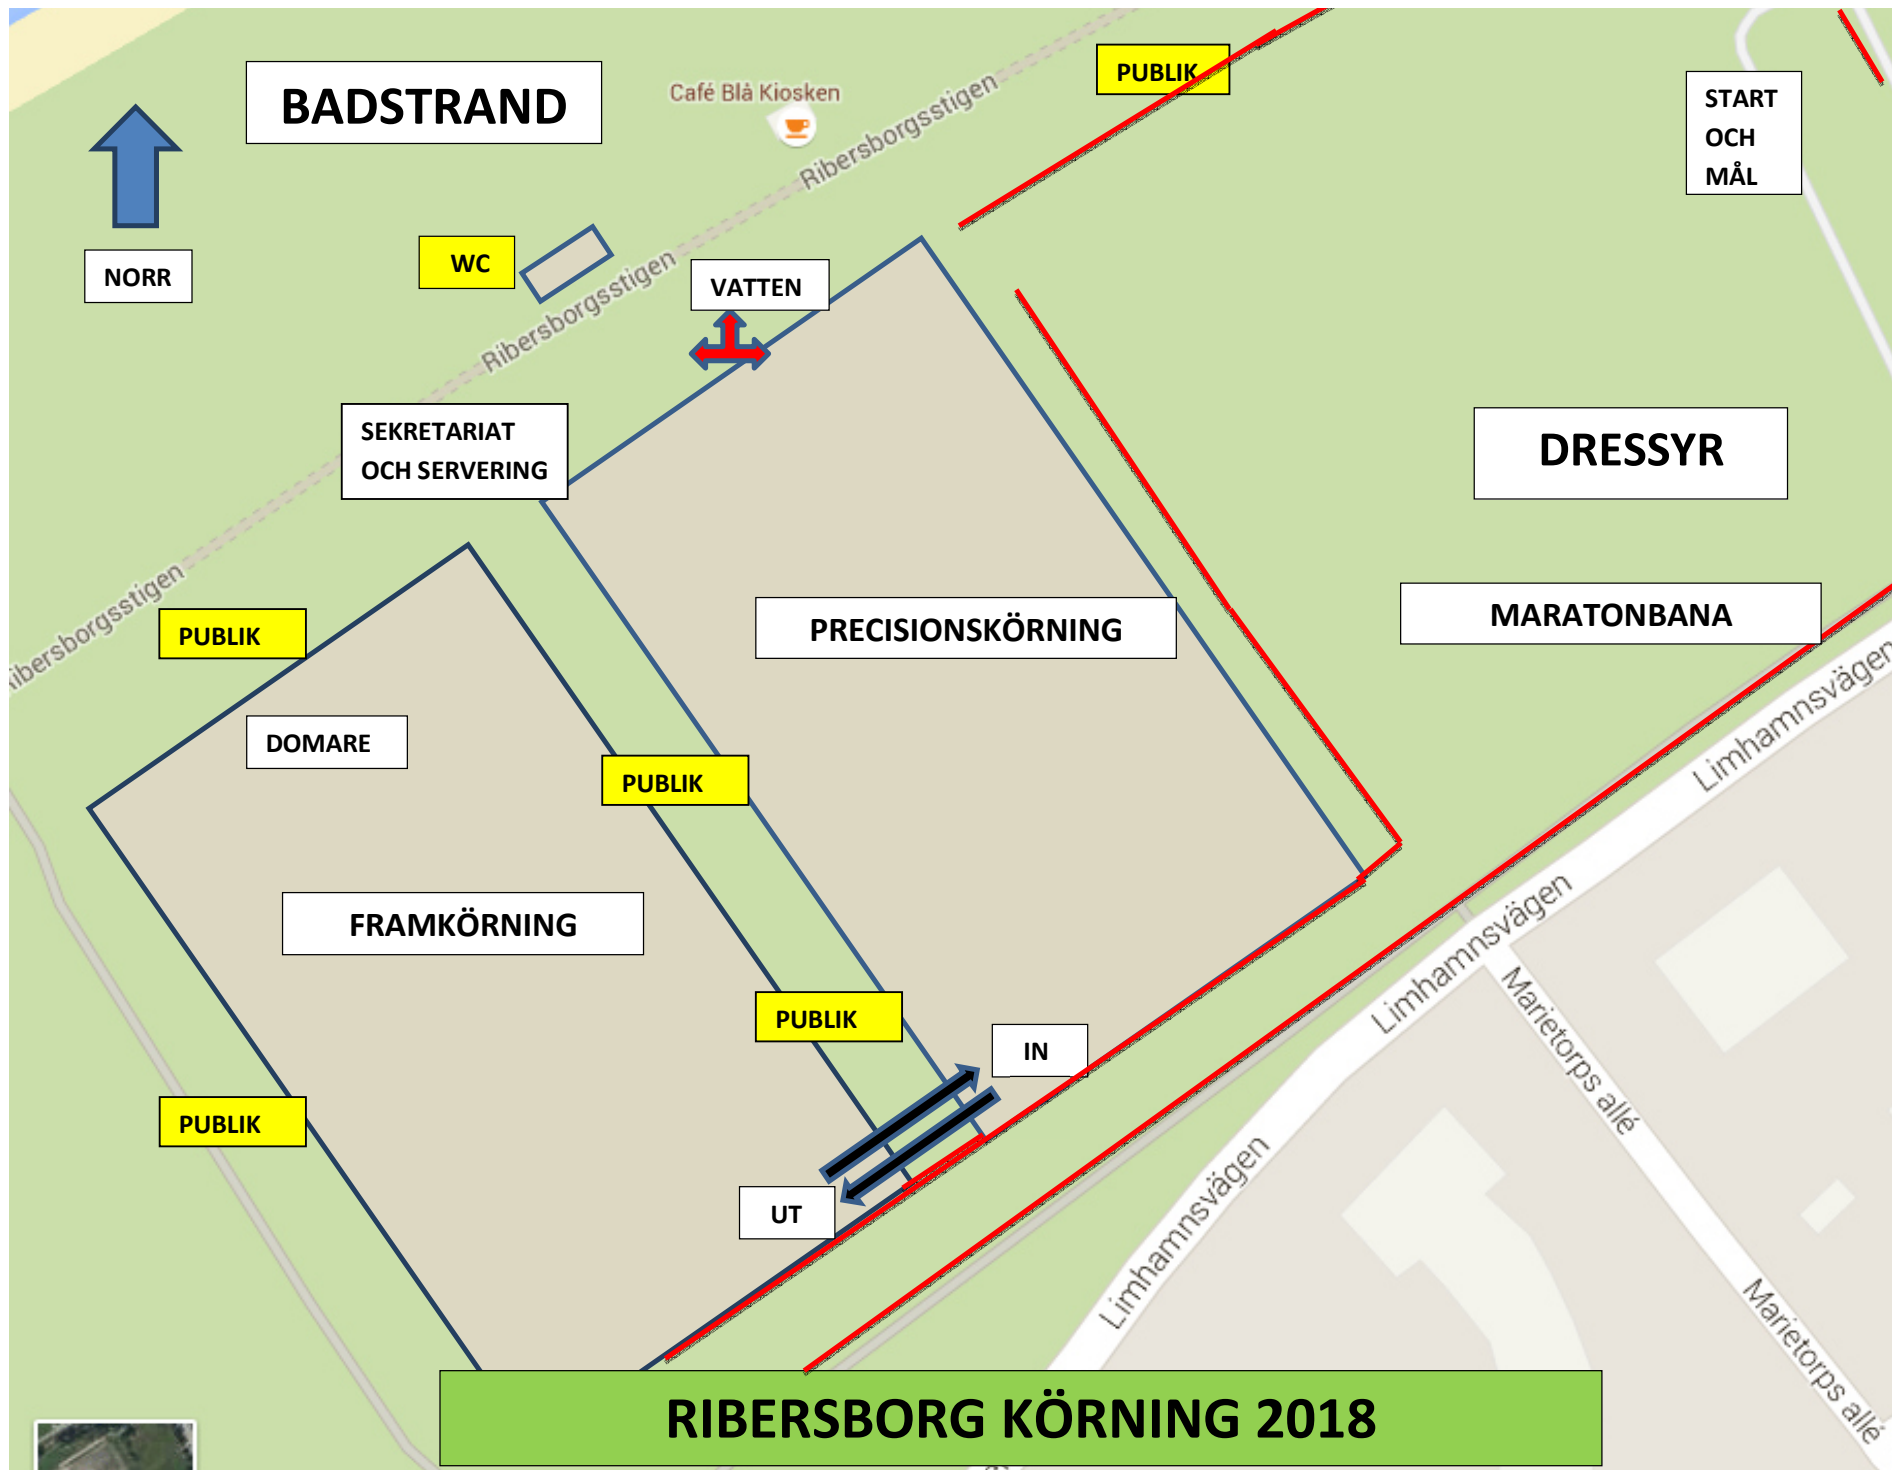 BADSTRAND
Café Blå Kiosken
Ribersborgsstigen
PUBLIK
START
OCH
MÅL
NORR
WC
Ribersborgsstigen
VATTEN
SEKRETARIAT
OCH SERVERING
DRESSYR
ibersborgsstigen
PUBLIK
PRECISIONSKÖRNING
MARATONBANA
Limhamnsvägen
DOMARE
PUBLIK
FRAMKÖRNING
Limhamnsvägen
PUBLIK
IN
Marietorps allé
PUBLIK
UT
Limhamnsvägen
Marietorps allé
RIBERSBORG KÖRNING 2018